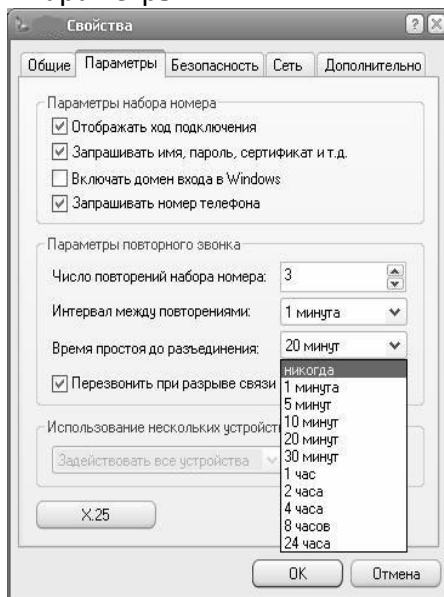 Свойства
Общие Параметры Безопасность Сеть Дополнительно
Параметры набора номера
Отображать ход подключения
Запрашивать имя, пароль, сертификат и т.д.
Включать домен входа в Windows
Запрашивать номер телефона
Параметры повторного звонка
Число повторений набора номера: 3
Интервал между повторениями: 1 минута
Время простоя до разъединения: 20 минут
никогда
Перезвонить при разрыве связи
1 минута
5 минут
10 минут
Использование нескольких устройст
20 минут
30 минут
Задействовать все устройства
1 час
2 часа
4 часа
X.25
8 часов
24 часа
OK Отмена